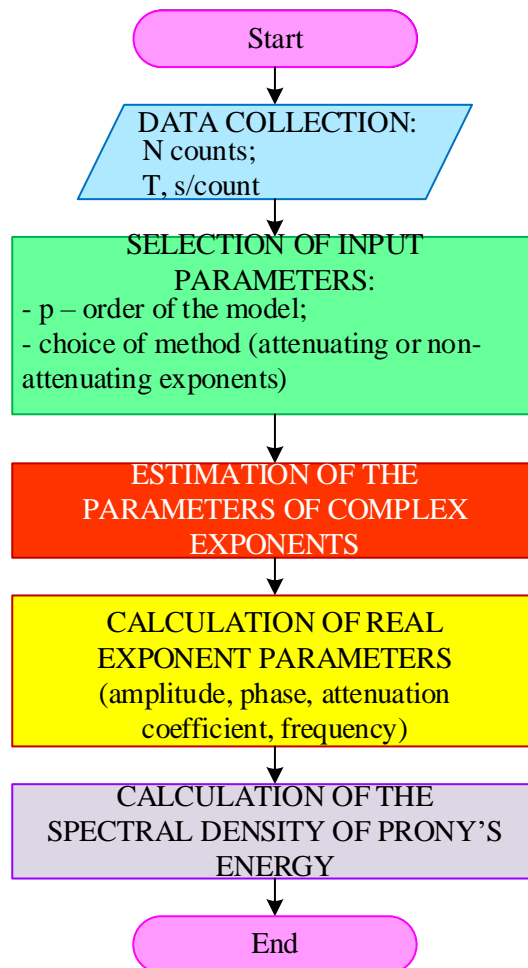 Start
DATA COLLECTION:
N counts;
T, s/count
SELECTION OF INPUT
PARAMETERS:
- p – order of the model;
- choice of method (attenuating or non-
attenuating exponents)
ESTIMATION OF THE
PARAMETERS OF COMPLEX
EXPONENTS
CALCULATION OF REAL
EXPONENT PARAMETERS
(amplitude, phase, attenuation
coefficient, frequency)
CALCULATION OF THE
SPECTRAL DENSITY OF PRONY’S
ENERGY
End